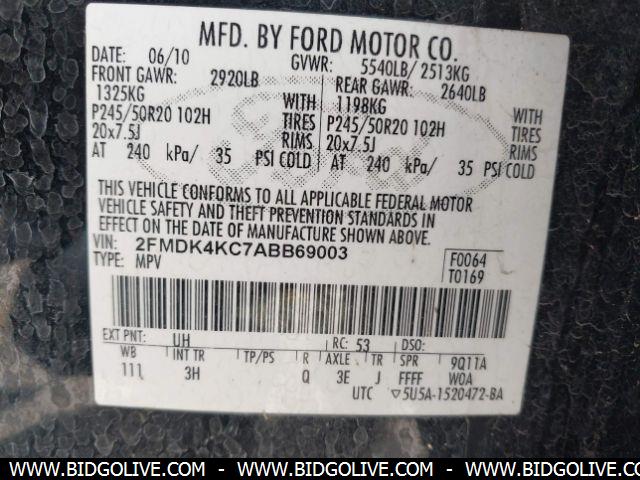 MFD. BY FORD MOTOR CO.
DATE: 06/10 GVWR: 5540LB/ 2513KG
FRONT GAWR: 2920LB REAR GAWR: 2640LB
1325KG WITH 1198KG WITH
P245/50R20 102H TIRES P245/50R20 102H TIRES
20x7.5J RIMS 20x7.5J RIMS
AT 240 kPa/ 35 PSI COLD AT 240 kPa/ 35 PSI COLD
THIS VEHICLE CONFORMS TO ALL APPLICABLE FEDERAL MOTOR
VEHICLE SAFETY AND THEFT PREVENTION STANDARDS IN
EFFECT ON THE DATE OF MANUFACTURE SHOWN ABOVE.
VIN: 2FMDK4KC7ABB69003 F0064
TYPE: MPV T0169
EXT PNT: UH RC: 53 DSO:
WB INT TR TP/PS R AXLE TR SPR 9Q11A
111 3H Q 3E J FFFF WOA
UTC ▽5U5A-1520472-BA
WWW.BIDGOLIVE.COM - WWW.BIDGOLIVE.COM - WWW.BIDGOLIVE.COM